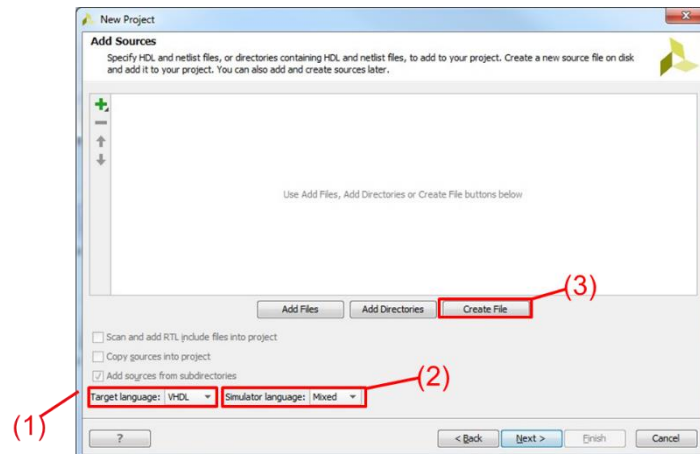 New Project
Add Sources
Specify HDL and netlist files, or directories containing HDL and netlist files, to add to your project. Create a new source file on disk
and add it to your project. You can also add and create sources later.
Use Add Files, Add Directories or Create File buttons below
(3)
Add Files Add Directories Create File
Scan and add RTL include files into project
Copy sources into project
Add sources from subdirectories
(2)
Target language: VHDL Simulator language: Mixed
(1)
? < Back Next > Finish Cancel